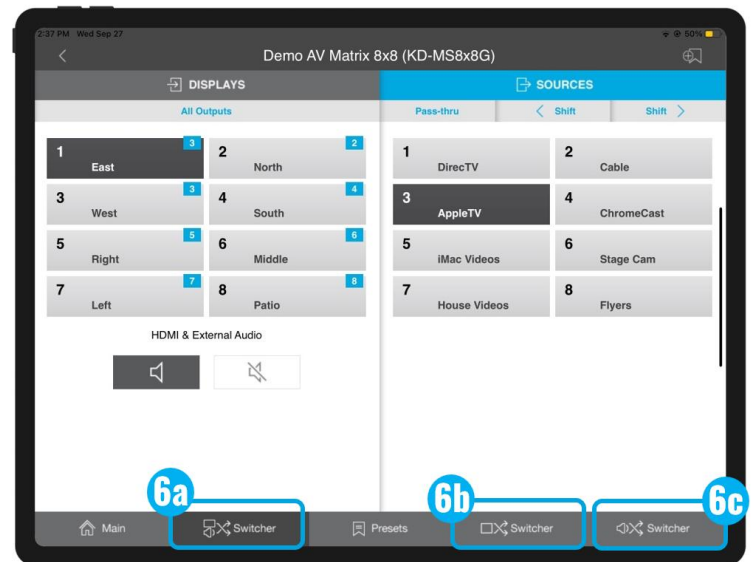 2:37 PM Wed Sep 27
50%
Demo AV Matrix 8x8 (KD-MS8x8G)
DISPLAYS
SOURCES
All Outputs
Pass-thru
Shift
Shift
1
East
3
2
North
2
3
West
3
4
South
4
5
Right
5
6
Middle
6
7
Left
7
8
Patio
8
HDMI & External Audio
1
DirecTV
2
Cable
3
AppleTV
4
ChromeCast
5
iMac Videos
6
Stage Cam
7
House Videos
8
Flyers
6a
6b
6c
Main
Switcher
Presets
Switcher
Switcher